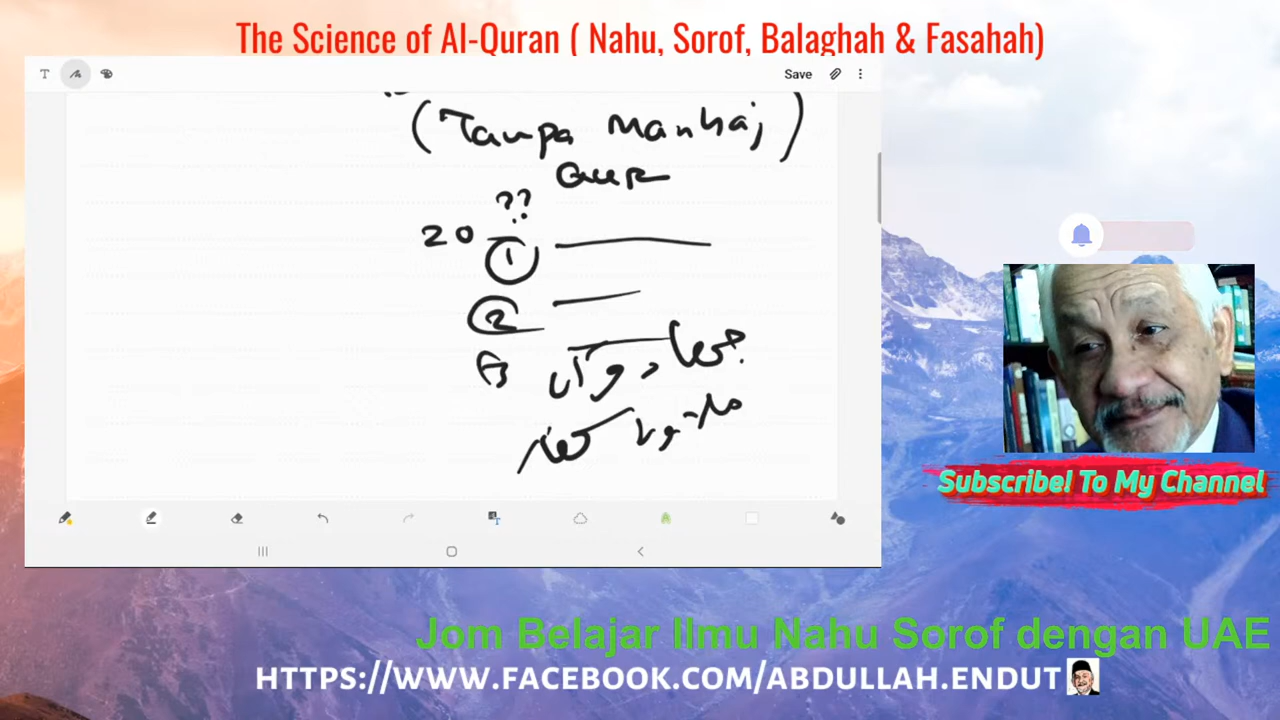 The Science of Al-Quran ( Nahu, Sorof, Balaghah & Fasahah)
T
Save
(Tanpa Manhaj)
??
20 ①
②
Subscribe! To My Channel
Jom Belajar Ilmu Nahu Sorof dengan UAE
HTTPS://WWW.FACEBOOK.COM/ABDULLAH.ENDUT